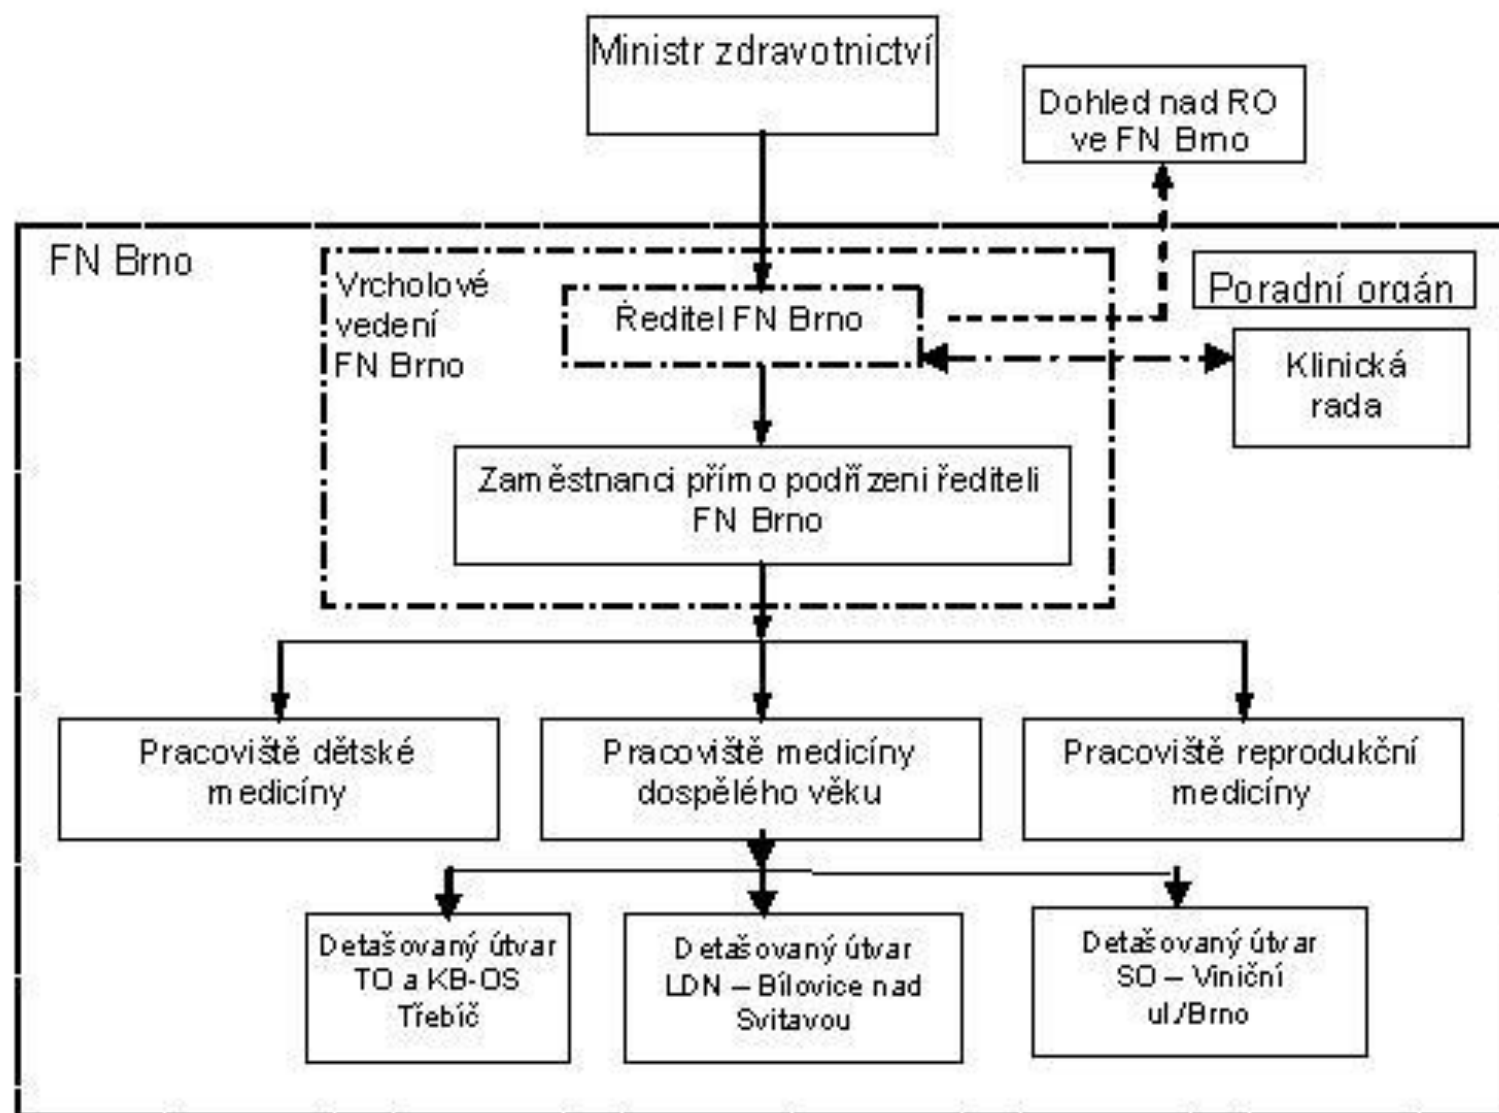 Ministr zdravotnictví
Dohled nad RO
ve FN Brno
FN Brno
Vrcholové
vedení
FN Brno
Ředitel FN Brno
Poradní orgán
Klinická
rada
Zaměstnanci přímo podřízeni řediteli
FN Brno
Pracoviště dětské
medicíny
Pracoviště medicíny
dospělého věku
Pracoviště reprodukční
medicíny
Detašovaný útvar
TO a KB-OS
Třebíč
Detašovaný útvar
LDN – Bílovice nad
Svitavou
Detašovaný útvar
SO – Viniční
ul./Brno